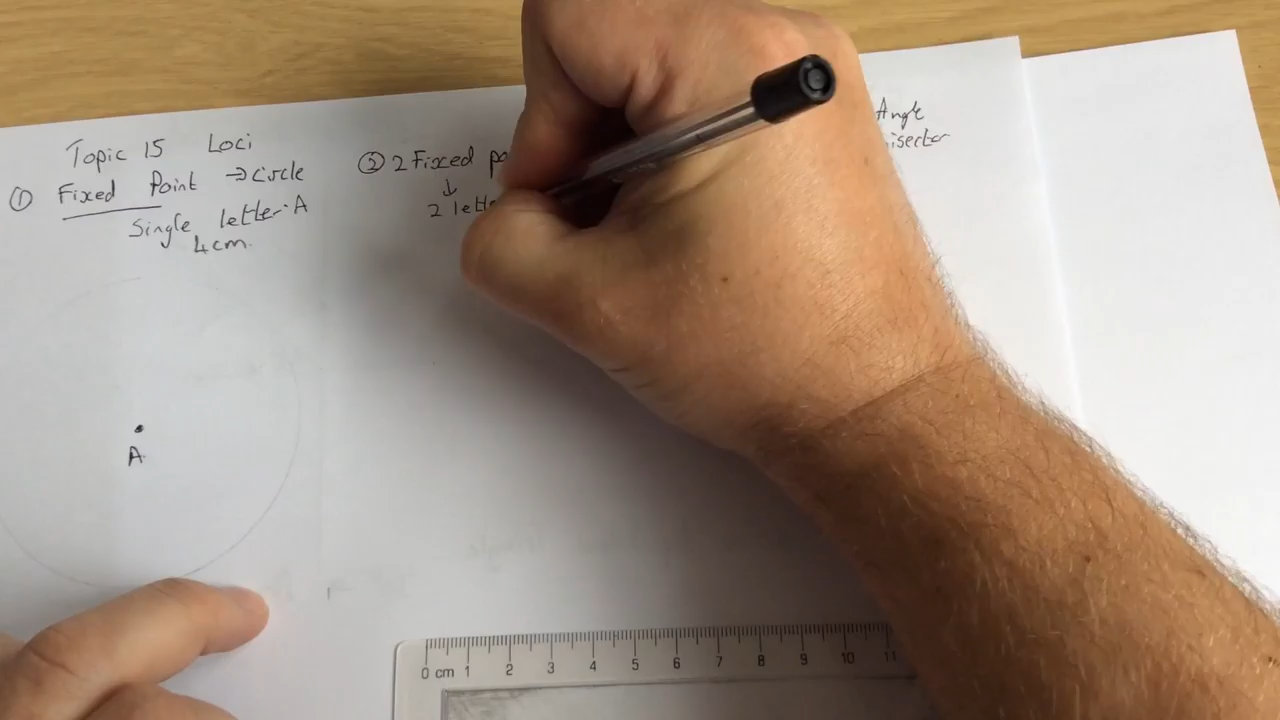 Topic 15 Loci
① Fixed Point → circle
Single letter · A
4cm.
② 2 Fixed
↓
2
Angle
A
0 cm 1 2 3 4 5 6 7 8 9 10 11